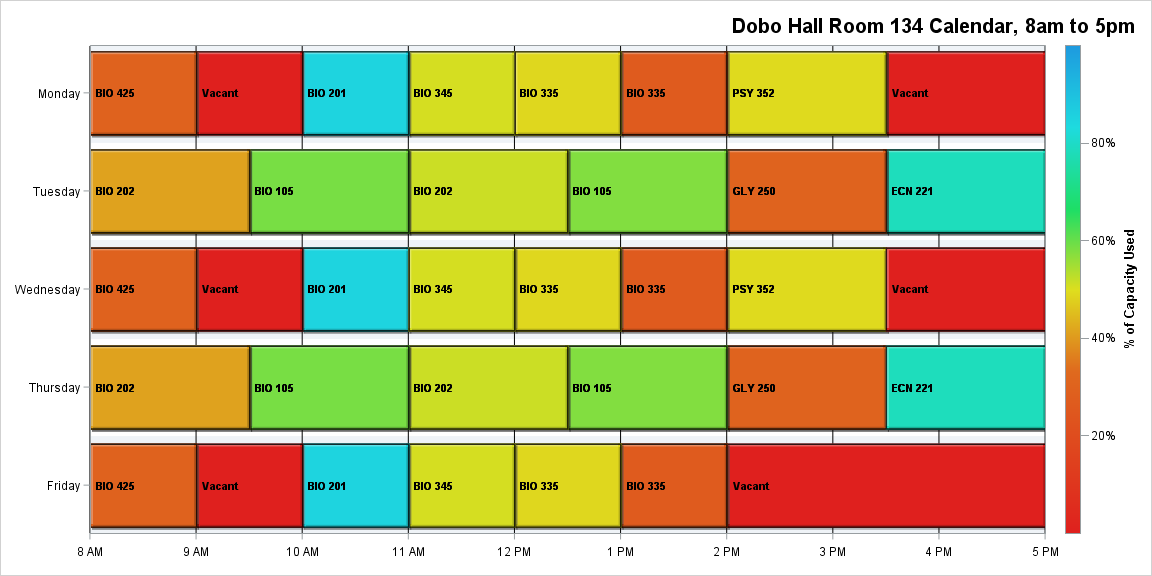 Dobo Hall Room 134 Calendar, 8am to 5pm
Monday
BIO 425
Vacant
BIO 201
BIO 345
BIO 335
BIO 335
PSY 352
Vacant
Tuesday
BIO 202
BIO 105
BIO 202
BIO 105
GLY 250
ECN 221
Wednesday
BIO 425
Vacant
BIO 201
BIO 345
BIO 335
BIO 335
PSY 352
Vacant
Thursday
BIO 202
BIO 105
BIO 202
BIO 105
GLY 250
ECN 221
Friday
BIO 425
Vacant
BIO 201
BIO 345
BIO 335
BIO 335
Vacant
8 AM
9 AM
10 AM
11 AM
12 PM
1 PM
2 PM
3 PM
4 PM
5 PM
80%
60%
40%
20%
% of Capacity Used